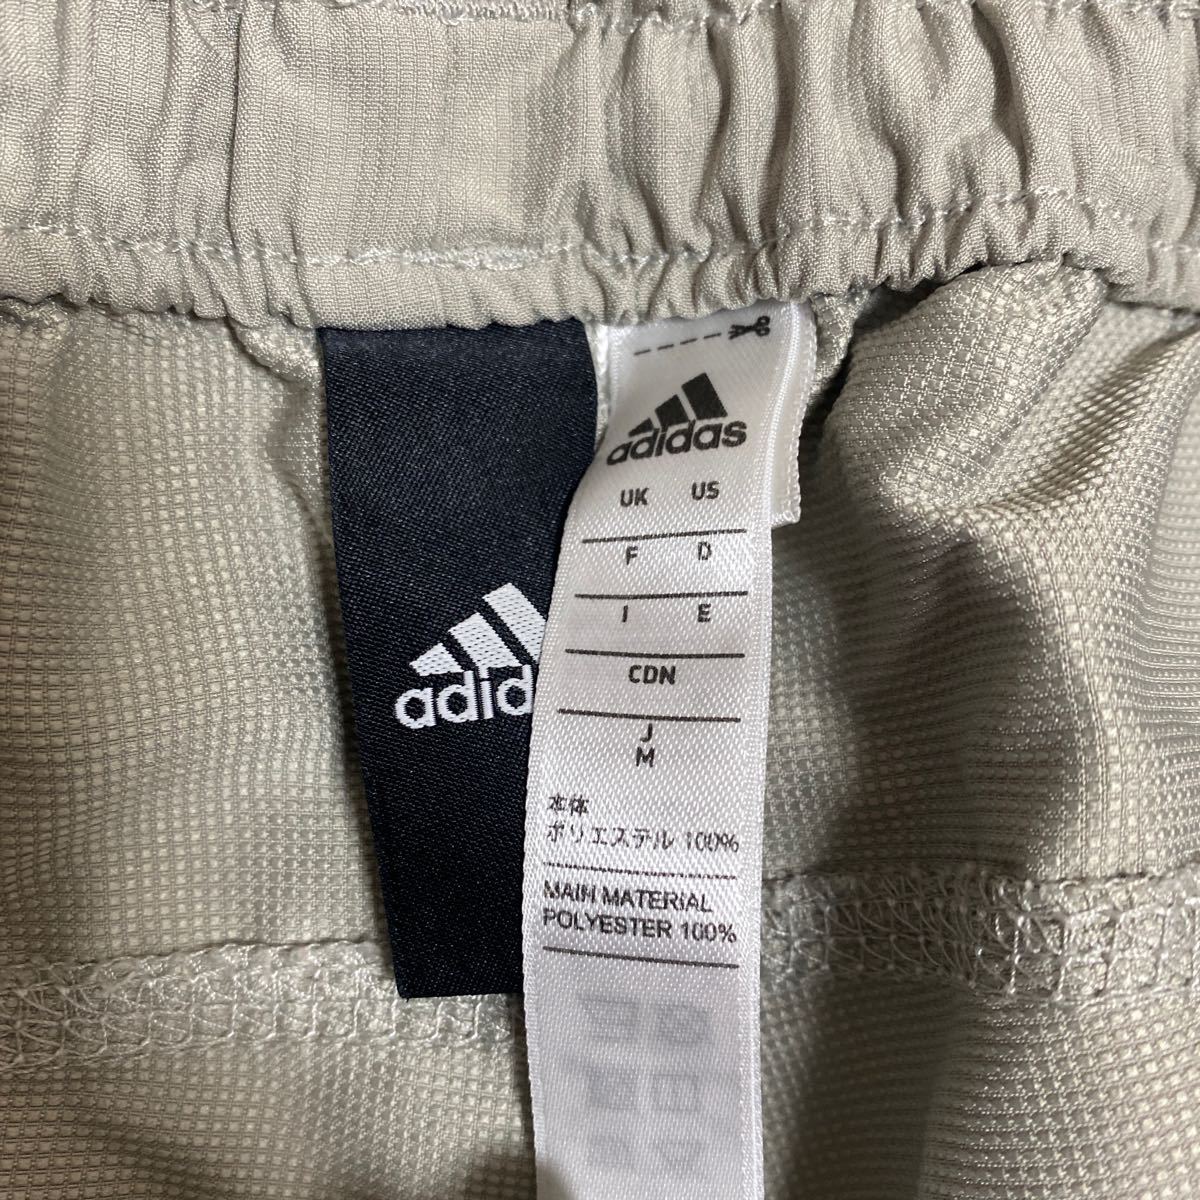 adidas
UK US
F D
I E
CDN
J
M
本体
ポリエステル 100%
MAIN MATERIAL
POLYESTER 100%
adid